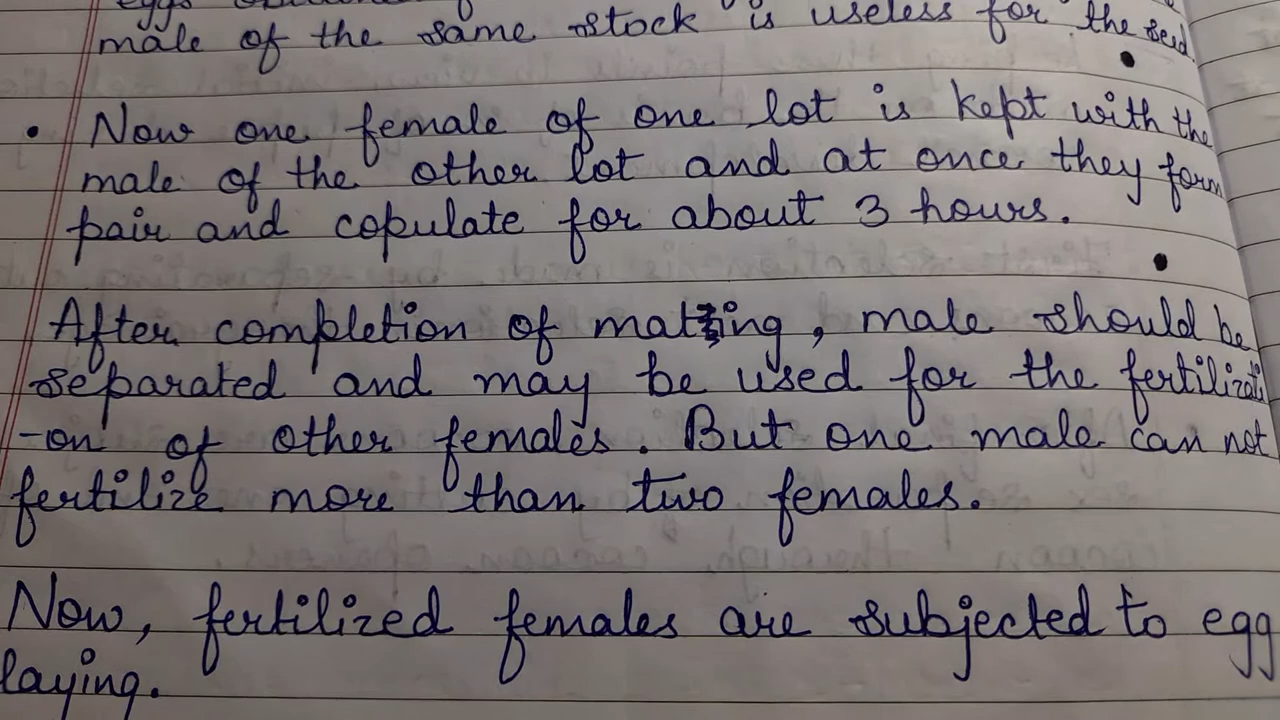 eggs
male of the same stock is useless for the seed
• Now one female of one lot is kept with the
male of the other lot and at once they form
pair and copulate for about 3 hours.
After completion of mating, male should be
separated and may be used for the fertilizati
-on of other females. But one male can not
fertilize more than two females.
Now, fertilized females are subjected to egg
laying.